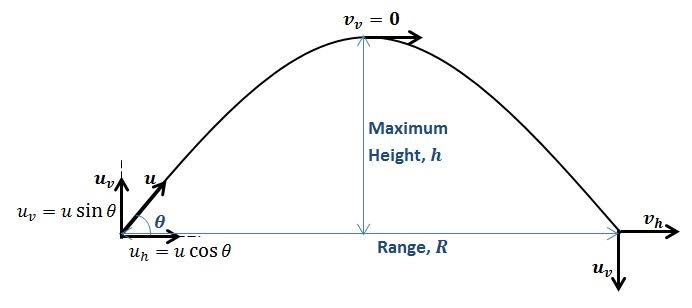 v_v = 0
Maximum
Height, h
u_v
u
u_v = u sin θ
θ
u_h = u cos θ
Range, R
v_h
u_v